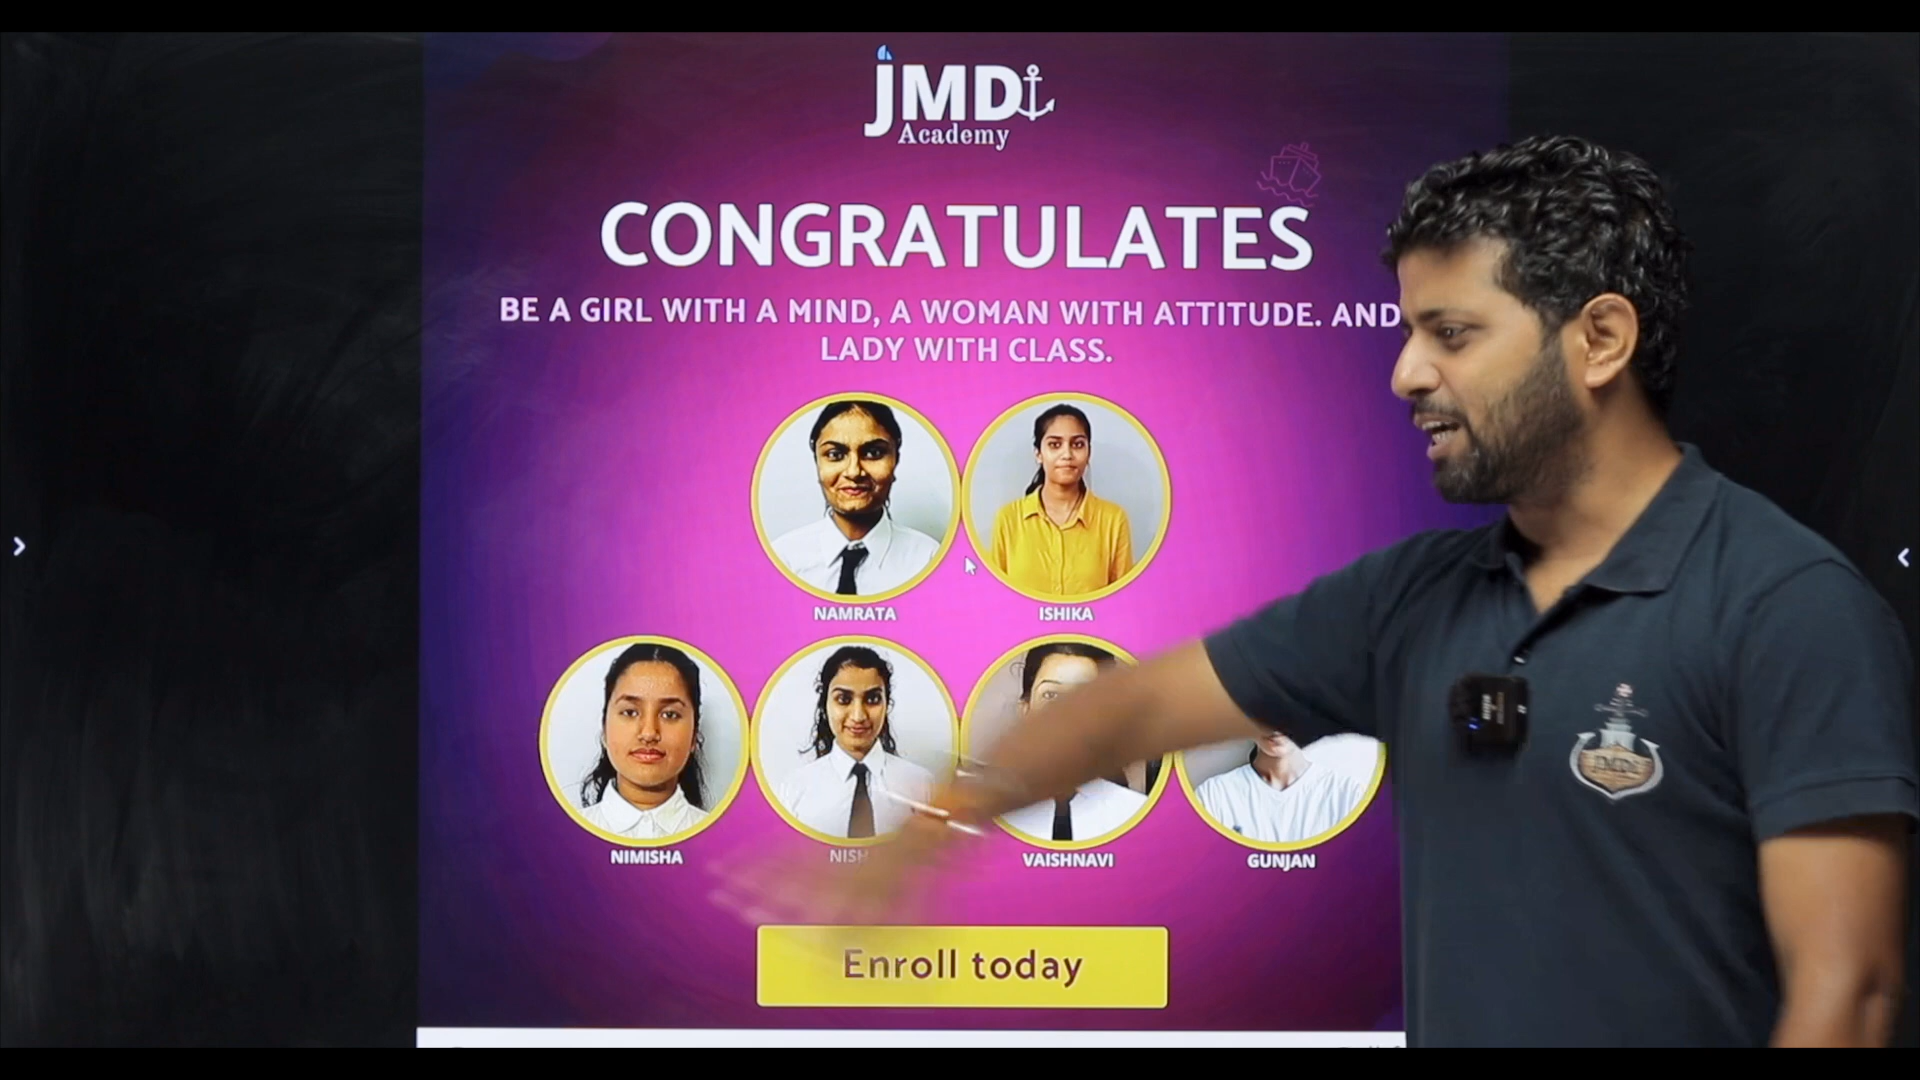 JMD
Academy
CONGRATULATES
BE A GIRL WITH A MIND, A WOMAN WITH ATTITUDE. AND
LADY WITH CLASS.
NAMRATA
ISHIKA
NIMISHA
NISH
VAISHNAVI
GUNJAN
Enroll today